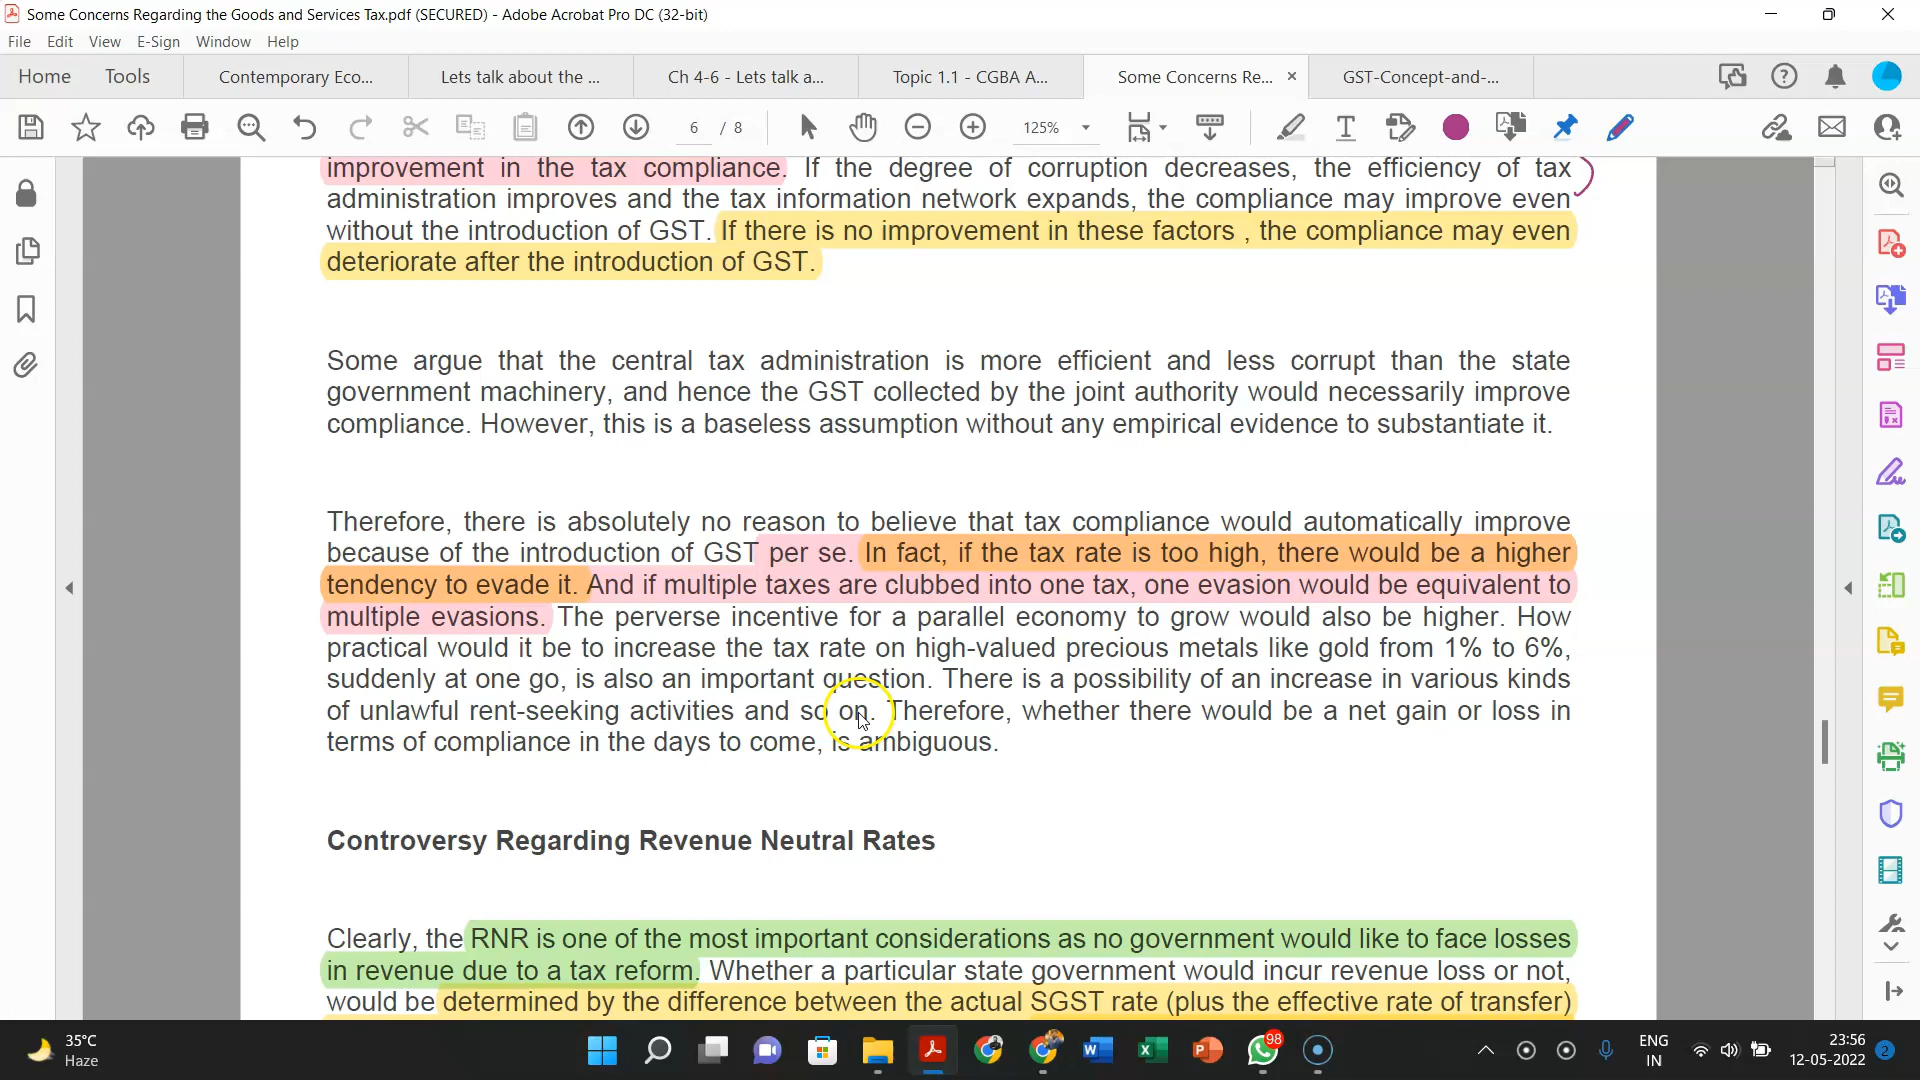 Some Concerns Regarding the Goods and Services Tax.pdf (SECURED) - Adobe Acrobat Pro DC (32-bit)
File Edit View E-Sign Window Help
Home Tools Contemporary Eco... Lets talk about the ... Ch 4-6 - Lets talk a... Topic 1.1 - CGBA A... Some Concerns Re... × GST-Concept-and-...
6 / 8 125%
improvement in the tax compliance. If the degree of corruption decreases, the efficiency of tax
administration improves and the tax information network expands, the compliance may improve even
without the introduction of GST. If there is no improvement in these factors , the compliance may even
deteriorate after the introduction of GST.
Some argue that the central tax administration is more efficient and less corrupt than the state
government machinery, and hence the GST collected by the joint authority would necessarily improve
compliance. However, this is a baseless assumption without any empirical evidence to substantiate it.
Therefore, there is absolutely no reason to believe that tax compliance would automatically improve
because of the introduction of GST per se. In fact, if the tax rate is too high, there would be a higher
tendency to evade it. And if multiple taxes are clubbed into one tax, one evasion would be equivalent to
multiple evasions. The perverse incentive for a parallel economy to grow would also be higher. How
practical would it be to increase the tax rate on high-valued precious metals like gold from 1% to 6%,
suddenly at one go, is also an important question. There is a possibility of an increase in various kinds
of unlawful rent-seeking activities and so on. Therefore, whether there would be a net gain or loss in
terms of compliance in the days to come, is ambiguous.
Controversy Regarding Revenue Neutral Rates
Clearly, the RNR is one of the most important considerations as no government would like to face losses
in revenue due to a tax reform. Whether a particular state government would incur revenue loss or not,
would be determined by the difference between the actual SGST rate (plus the effective rate of transfer)
35°C
Haze
98
ENG
IN
23:56
12-05-2022
2